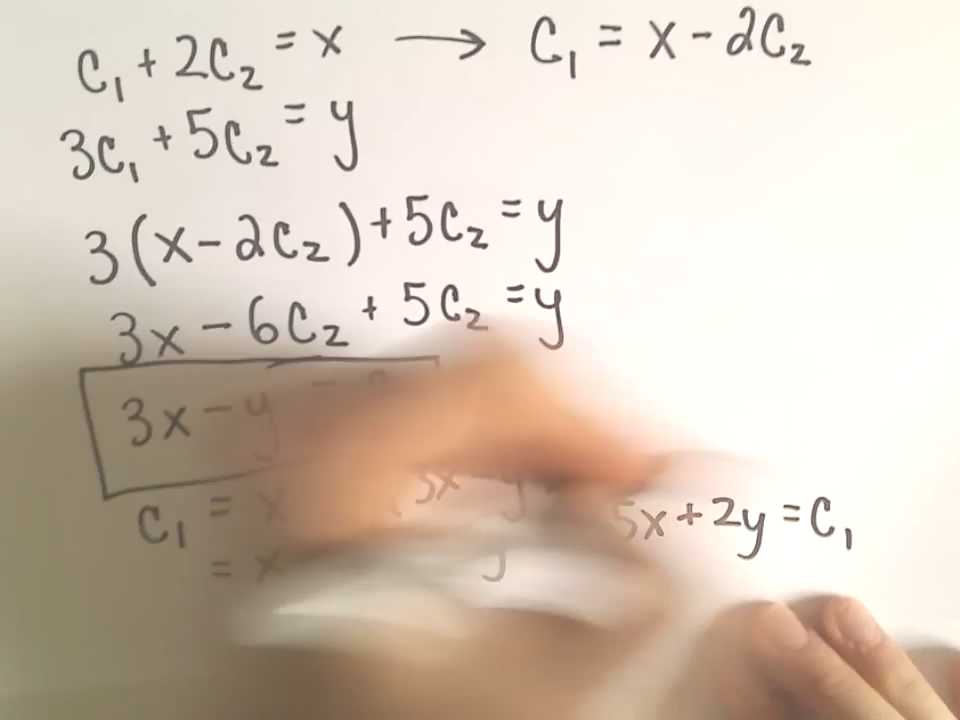 C₁ + 2C₂ = x → C₁ = x - 2C₂
3C₁ + 5C₂ = y
3(x - 2C₂) + 5C₂ = y
3x - 6C₂ + 5C₂ = y
3x - y
C₁ = x 3x y 5x + 2y = C₁
= x y